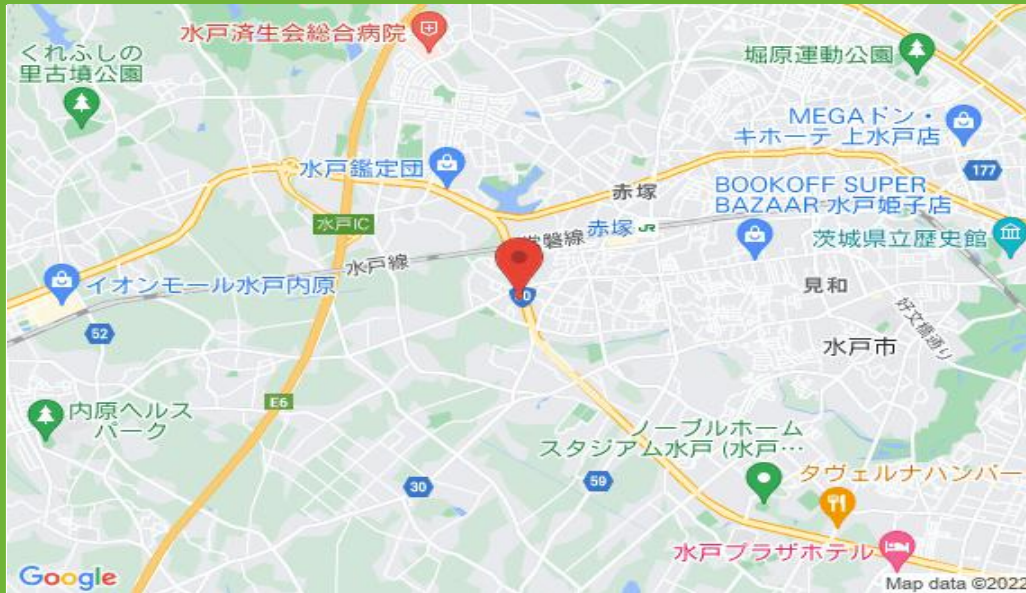 水戸済生会総合病院
くれふしの
里古墳公園
堀原運動公園
MEGAドン・
キホーテ 上水戸店
水戸鑑定団
赤塚
177
BOOKOFF SUPER
BAZAAR 水戸姫子店
水戸IC
常磐線
赤塚 JR
茨城県立歴史館
水戸線
イオンモール水戸内原
見和
52
好文橋通り
水戸市
内原ヘルス
パーク
E6
ノーブルホーム
スタジアム水戸 (水戸…
30
59
タヴェルナハンバー
水戸プラザホテル
Google
Map data ©2022